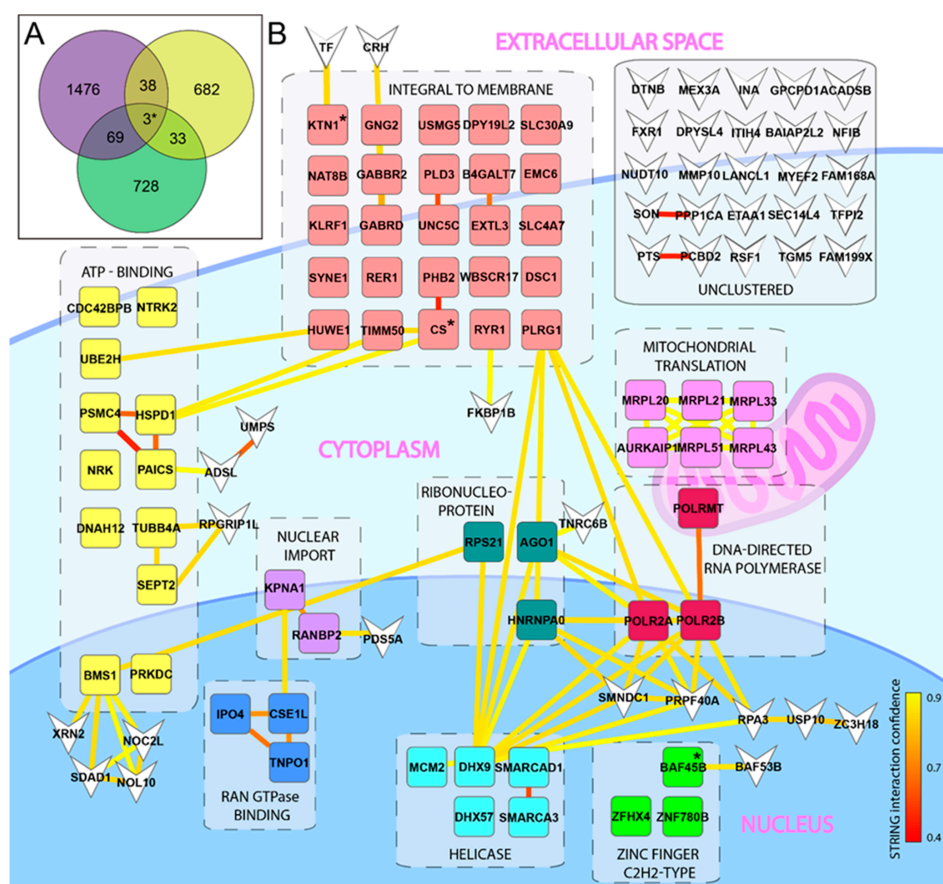 A
1476
38
682
3*
69
33
728
B
TF
CRH
EXTRACELLULAR SPACE
INTEGRAL TO MEMBRANE
KTN1*
GNG2
USMG5
DPY19L2
SLC30A9
NAT8B
GABBR2
PLD3
B4GALT7
EMC6
KLRF1
GABRD
UNC5C
EXTL3
SLC4A7
SYNE1
RER1
PHB2
WBSCR17
DSC1
HUWE1
TIMM50
CS*
RYR1
PLRG1
DTNB
MEX3A
INA
GPCPD1
ACADSB
FXR1
DPYSL4
ITIH4
BAIAP2L2
NFIB
NUDT10
MMP10
LANCL1
MYEF2
FAM168A
SON
PPP1CA
ETAA1
SEC14L4
TFPI2
PTS
PCBD2
RSF1
TGM5
FAM199X
UNCLUSTERED
ATP - BINDING
CDC42BPB
NTRK2
UBE2H
PSMC4
HSPD1
NRK
PAICS
DNAH12
TUBB4A
SEPT2
BMS1
PRKDC
UMPS
ADSL
RPGRIP1L
FKBP1B
CYTOPLASM
MITOCHONDRIAL
TRANSLATION
MRPL20
MRPL21
MRPL33
AURKAIP1
MRPL51
MRPL43
RIBONUCLEO-
PROTEIN
RPS21
AGO1
HNRNPA0
TNRC6B
POLRMT
DNA-DIRECTED
RNA POLYMERASE
POLR2A
POLR2B
NUCLEAR
IMPORT
KPNA1
RANBP2
PDS5A
IPO4
CSE1L
TNPO1
RAN GTPase
BINDING
XRN2
NOC2L
SDAD1
NOL10
SMNDC1
PRPF40A
RPA3
USP10
ZC3H18
MCM2
DHX9
SMARCAD1
DHX57
SMARCA3
HELICASE
BAF45B
*
BAF53B
ZFHX4
ZNF780B
ZINC FINGER
C2H2-TYPE
NUCLEUS
STRING interaction confidence
0.9
0.7
0.4